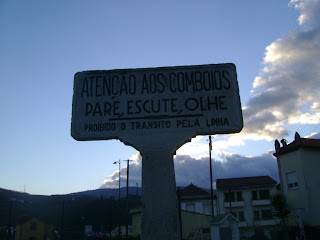 ATENÇÃO AOS COMBOIOS
PARE, ESCUTE, OLHE
PROIBIDO O TRANSITO PELA LINHA